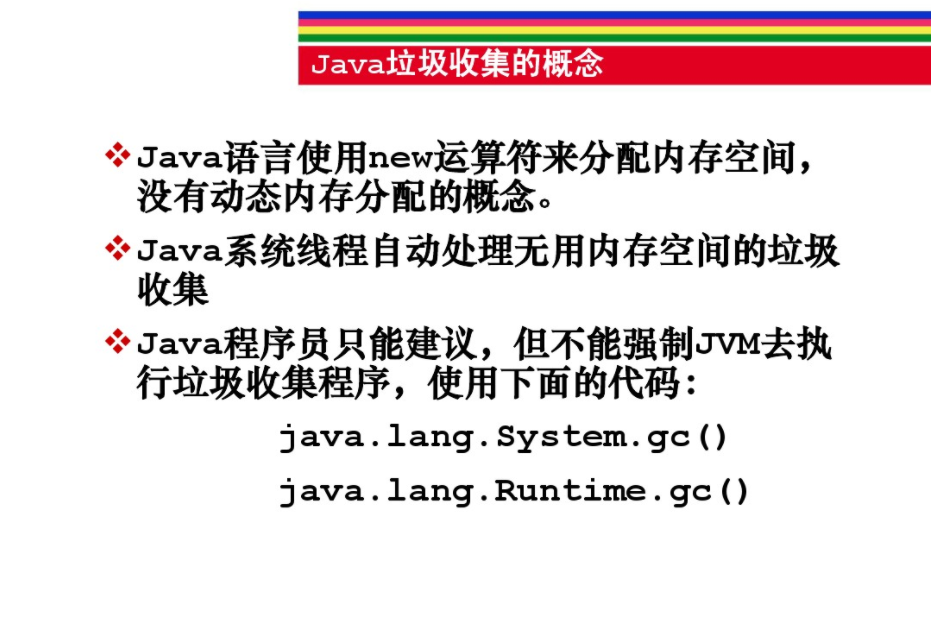 Java垃圾收集的概念
Java语言使用new运算符来分配内存空间，
没有动态内存分配的概念。
Java系统线程自动处理无用内存空间的垃圾
收集
Java程序员只能建议，但不能强制JVM去执
行垃圾收集程序，使用下面的代码：
java.lang.System.gc()
java.lang.Runtime.gc()